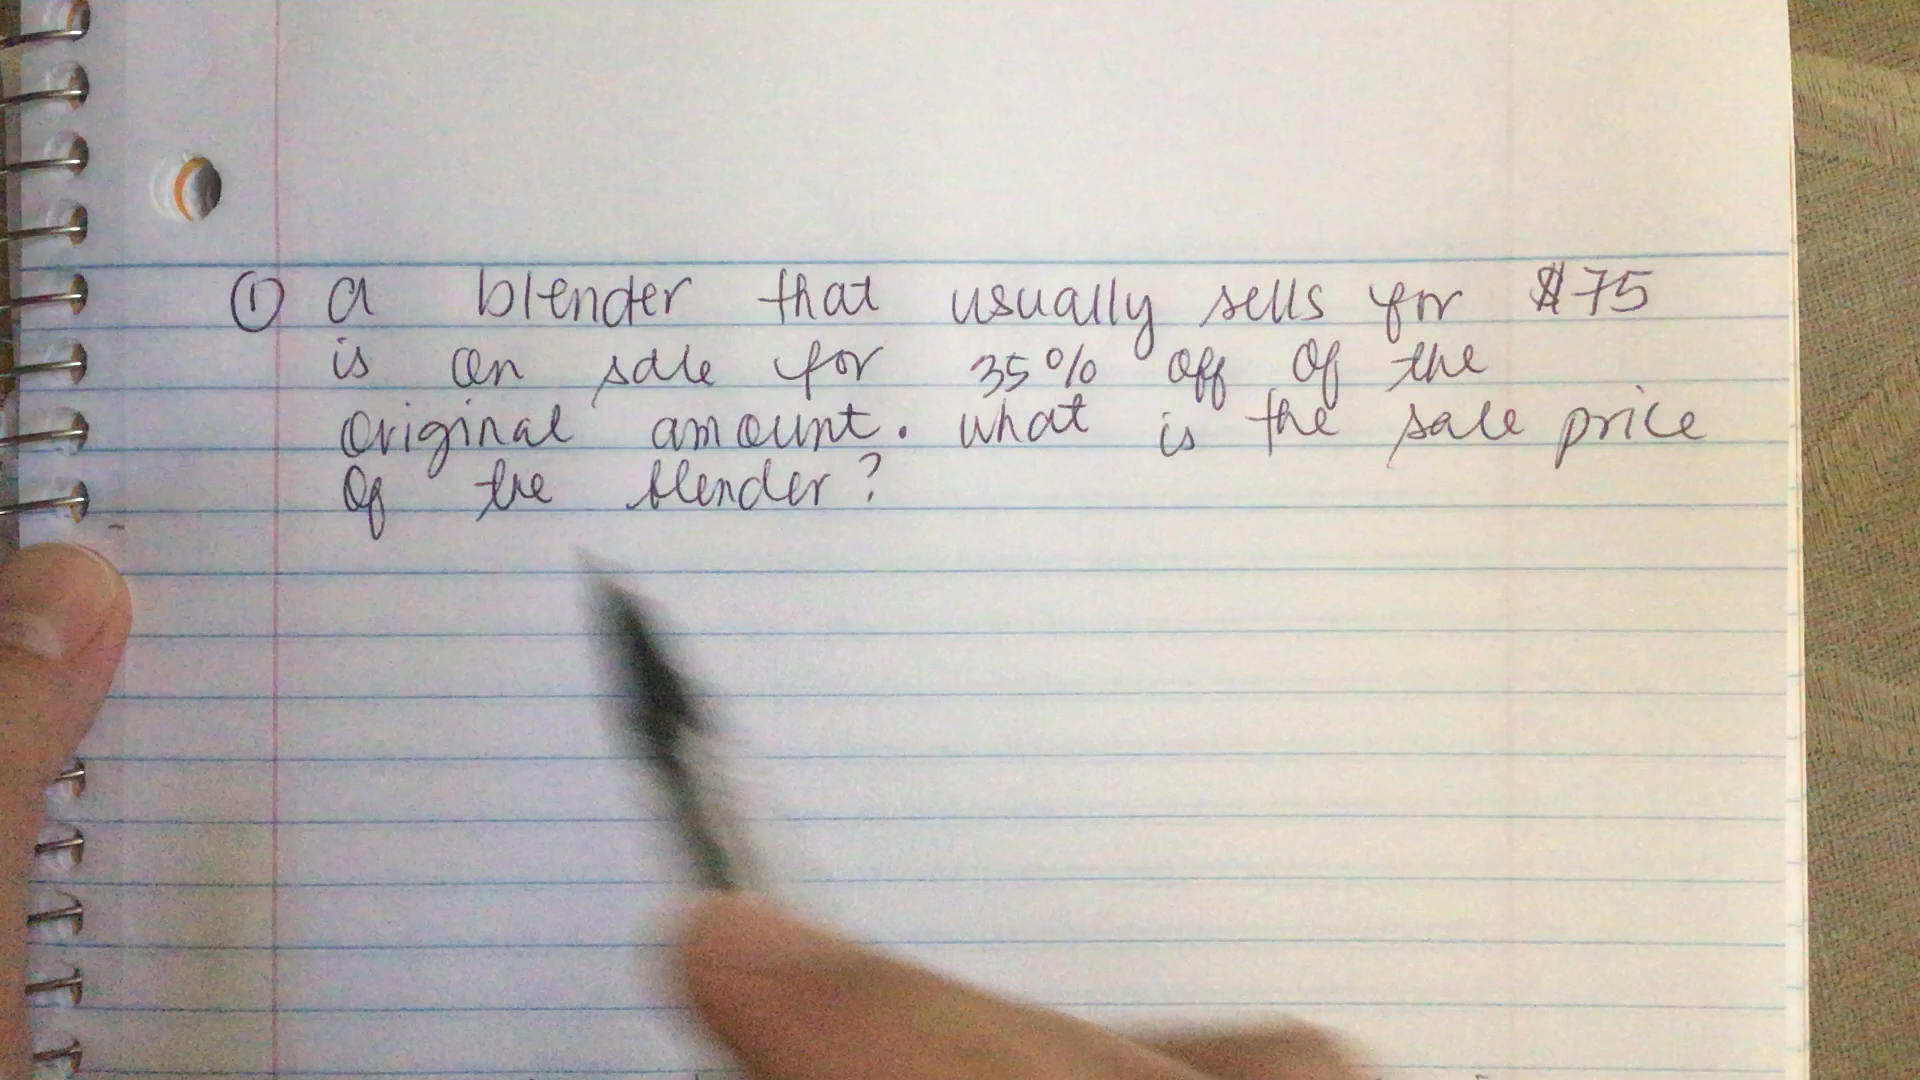 ① a blender that usually sells for $75
is on sale for 35% off of the
original amount. what is the sale price
of the blender?